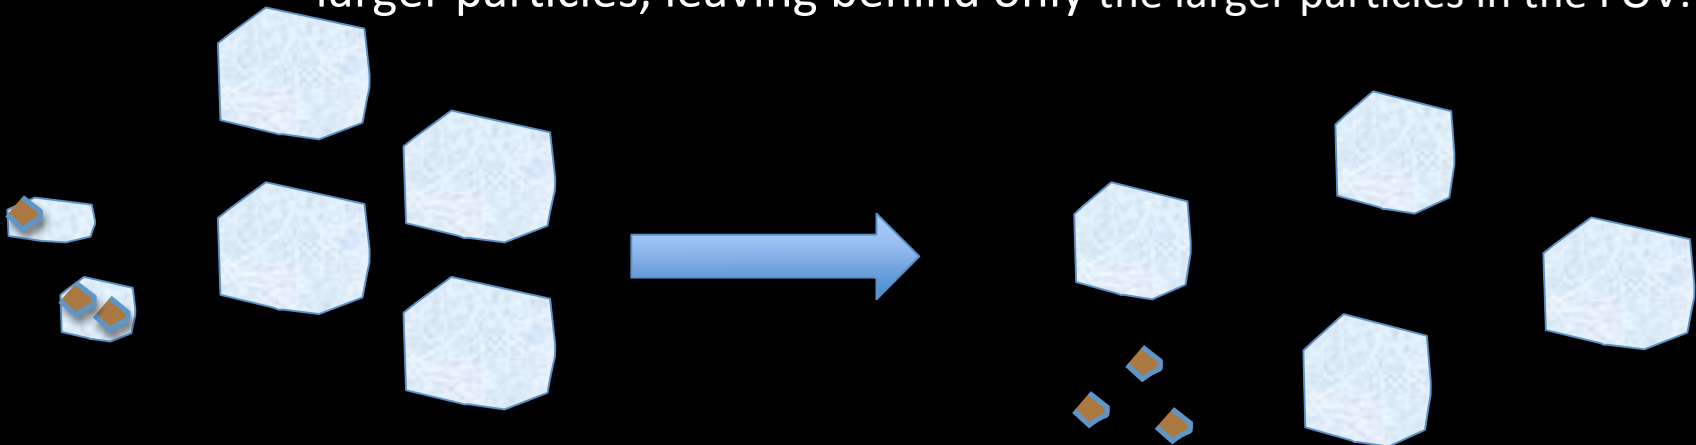 larger particles, leaving behind only the larger particles in the FOV.